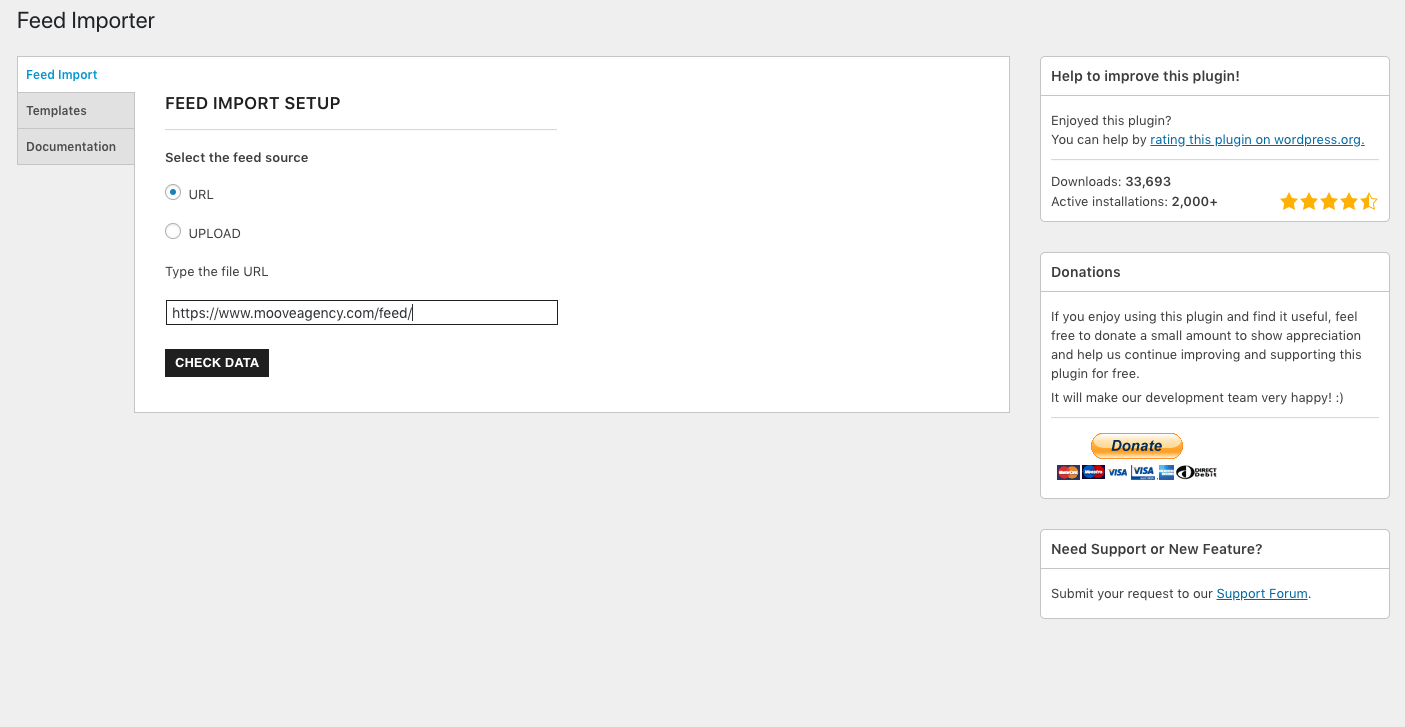 Feed Importer
Feed Import
Templates
Documentation
FEED IMPORT SETUP
Select the feed source
URL
UPLOAD
Type the file URL
https://www.mooveagency.com/feed/
CHECK DATA
Help to improve this plugin!
Enjoyed this plugin?
You can help by rating this plugin on wordpress.org.
Downloads: 33,693
Active installations: 2,000+
Donations
If you enjoy using this plugin and find it useful, feel
free to donate a small amount to show appreciation
and help us continue improving and supporting this
plugin for free.
It will make our development team very happy! :)
Donate
VISA VISA DIRECT Debit
Need Support or New Feature?
Submit your request to our Support Forum.